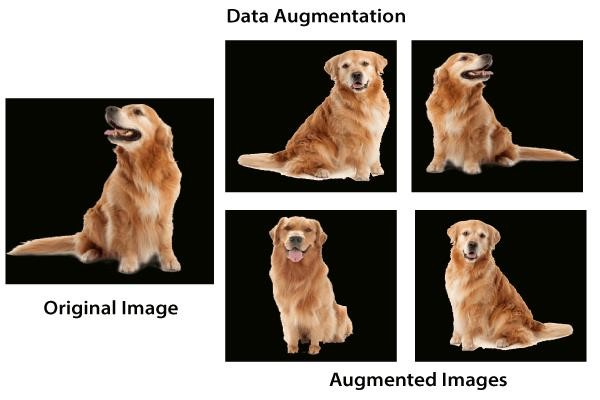 Data Augmentation
Original Image
Augmented Images